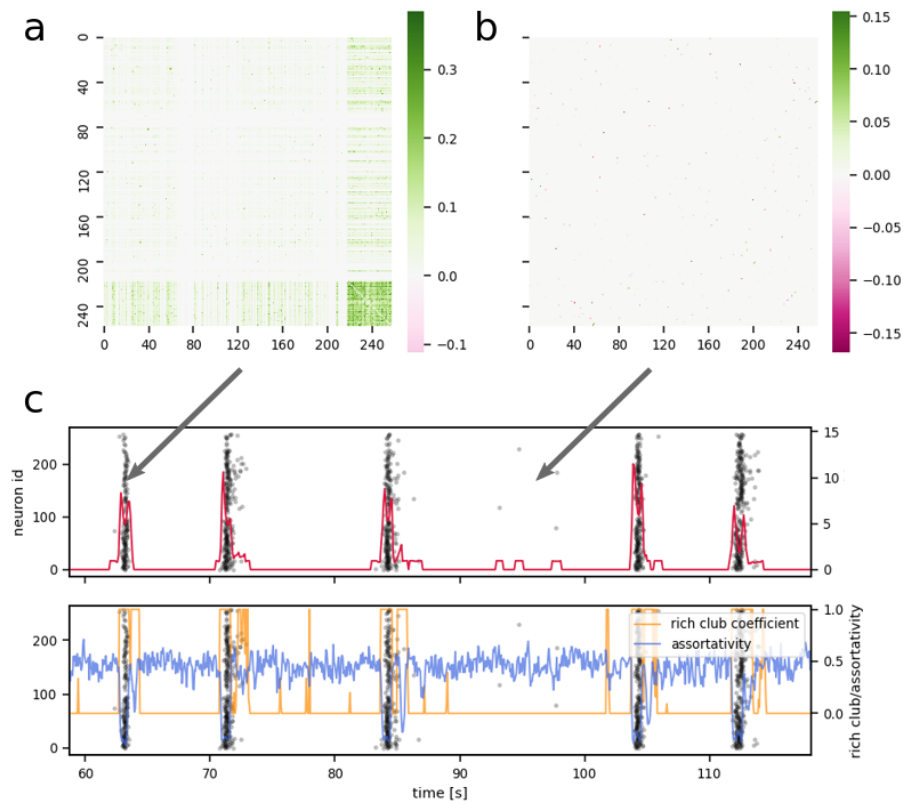 a
b
0
40
80
120
160
200
240
0 40 80 120 160 200 240
0.3
0.2
0.1
0.0
−0.1
0 40 80 120 160 200 240
0.15
0.10
0.05
0.00
−0.05
−0.10
−0.15
c
neuron id
200
100
0
15
10
5
0
200
100
0
rich club coefficient
assortativity
1.0
0.5
0.0
rich club/assortativity
60 70 80 90 100 110
time [s]